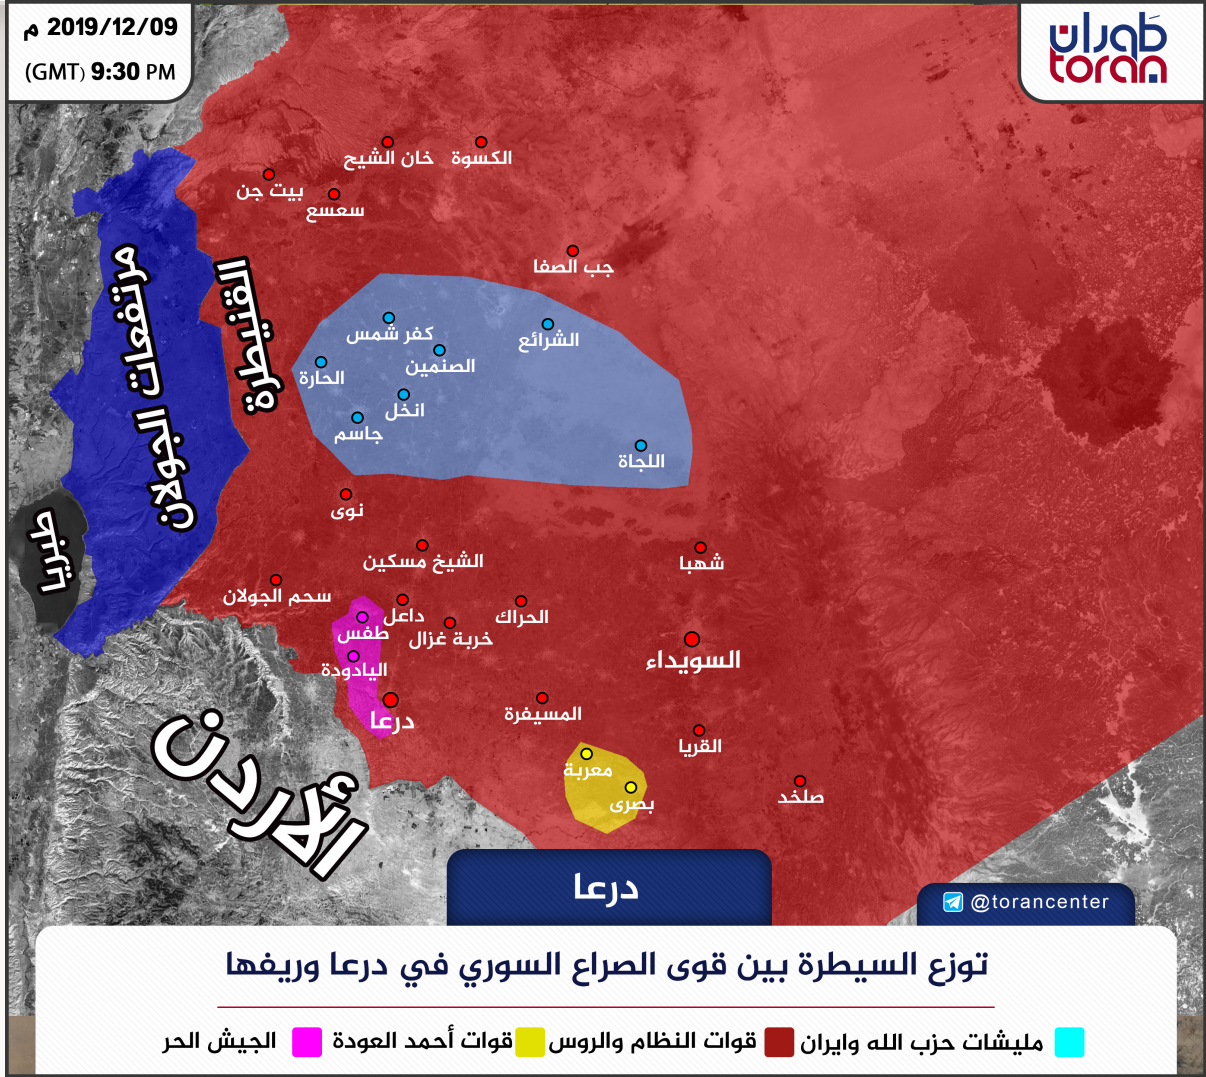 2019/12/09 م
(GMT) 9:30 PM
طوران
toran
خان الشيح
الكسوة
بيت جن
سعسع
جب الصفا
مرتفعات الجولان
القنيطرة
كفر شمس
الشرائع
الصنمين
الحارة
انخل
جاسم
اللجاة
نوى
طبريا
الشيخ مسكين
شهبا
سحم الجولان
داعل
الحراك
طفس
خربة غزال
السويداء
اليادودة
درعا
المسيفرة
القريا
الأردن
معربة
بصرى
صلخد
درعا
@torancenter
توزع السيطرة بين قوى الصراع السوري في درعا وريفها
مليشات حزب الله وايران
قوات النظام والروس
قوات أحمد العودة
الجيش الحر